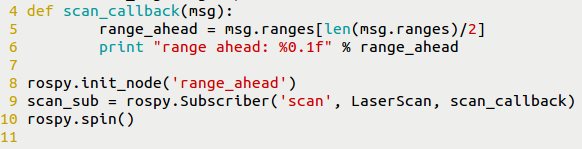 4 def scan_callback(msg):
5         range_ahead = msg.ranges[len(msg.ranges)/2]
6         print "range ahead: %0.1f" % range_ahead
7
8 rospy.init_node('range_ahead')
9 scan_sub = rospy.Subscriber('scan', LaserScan, scan_callback)
10 rospy.spin()
11